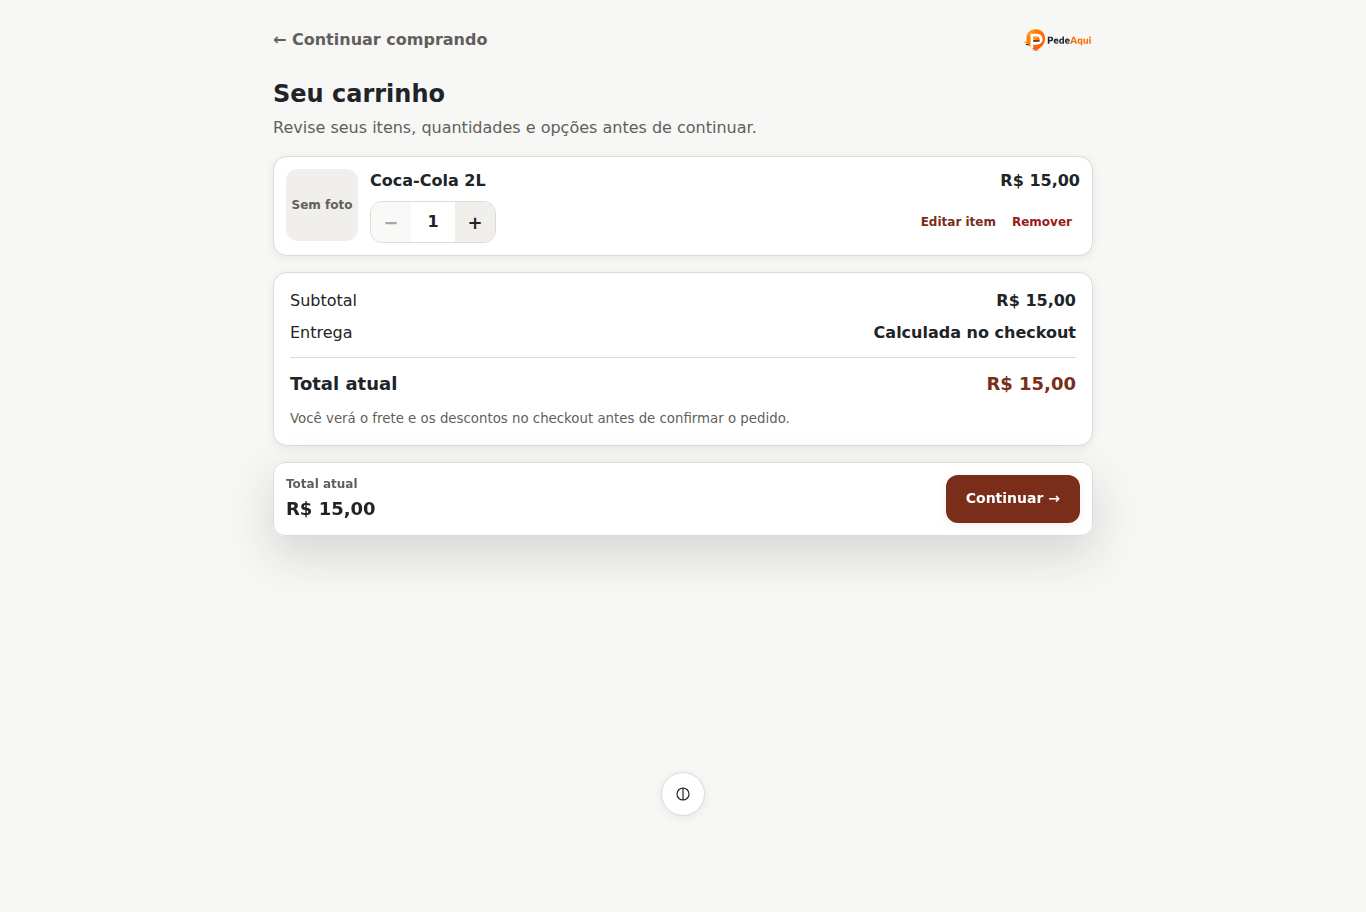 ← Continuar comprando
PedeAqui
Seu carrinho
Revise seus itens, quantidades e opções antes de continuar.
Sem foto
Coca-Cola 2L
R$ 15,00
− 1 +
Editar item
Remover
Subtotal
R$ 15,00
Entrega
Calculada no checkout
Total atual
R$ 15,00
Você verá o frete e os descontos no checkout antes de confirmar o pedido.
Total atual
R$ 15,00
Continuar →